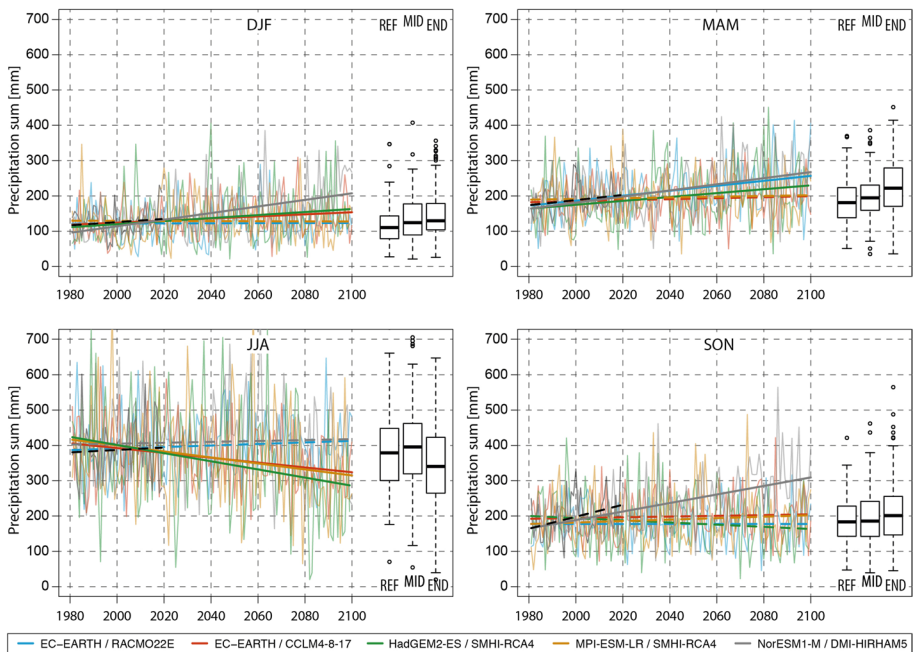 DJF
REF MID END
Precipitation sum [mm]
700
600
500
400
300
200
100
0
1980 2000 2020 2040 2060 2080 2100
MAM
REF MID END
Precipitation sum [mm]
700
600
500
400
300
200
100
0
1980 2000 2020 2040 2060 2080 2100
JJA
Precipitation sum [mm]
700
600
500
400
300
200
100
0
REF MID END
1980 2000 2020 2040 2060 2080 2100
SON
Precipitation sum [mm]
700
600
500
400
300
200
100
0
REF MID END
1980 2000 2020 2040 2060 2080 2100
EC−EARTH / RACMO22E EC−EARTH / CCLM4-8-17 HadGEM2-ES / SMHI-RCA4 MPI-ESM-LR / SMHI-RCA4 NorESM1-M / DMI-HIRHAM5